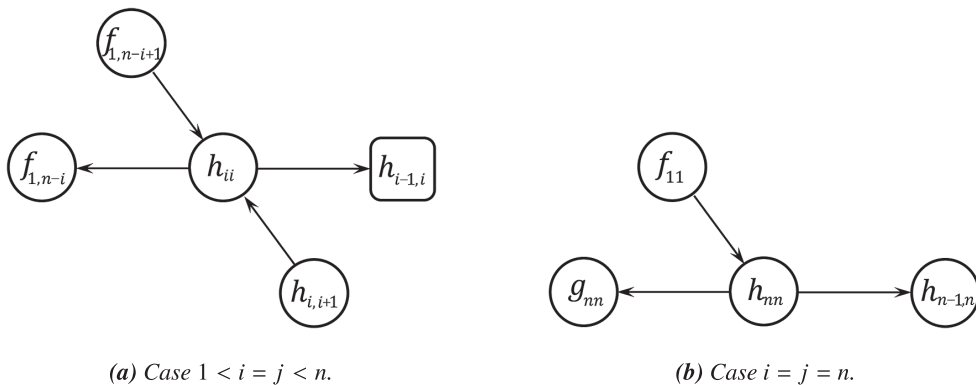 f₁,ₙ₋ᵢ₊₁
f₁,ₙ₋ᵢ
hᵢᵢ
hᵢ₋₁,ᵢ
hᵢ,ᵢ₊₁
(a) Case 1 < i = j < n.
f₁₁
gₙₙ
hₙₙ
hₙ₋₁,ₙ
(b) Case i = j = n.